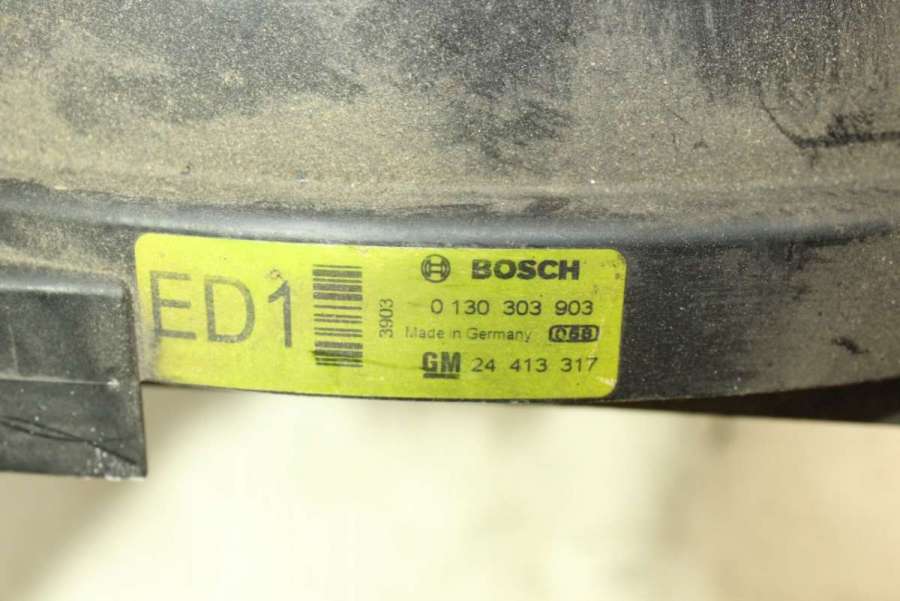 ED1
3903
BOSCH
0 130 303 903
Made in Germany
GM 24 413 317